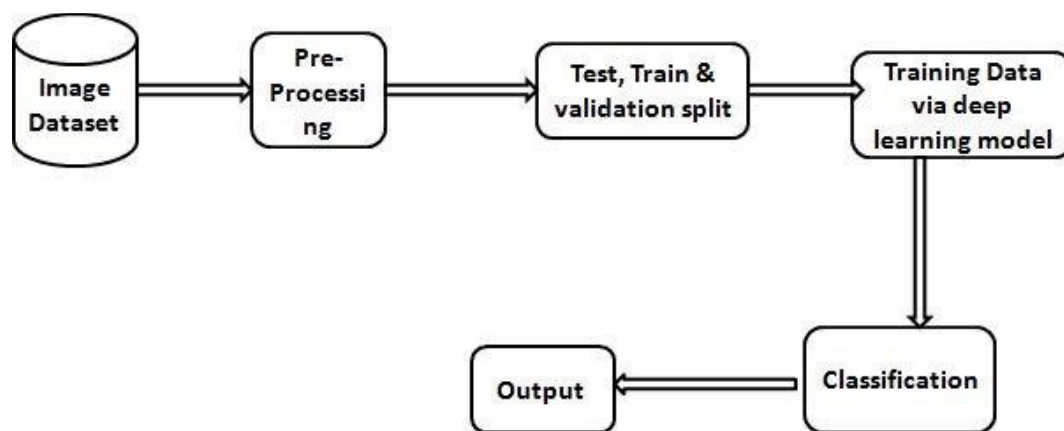 Image
Dataset
Pre-
Processi
ng
Test, Train &
validation split
Training Data
via deep
learning model
Classification
Output